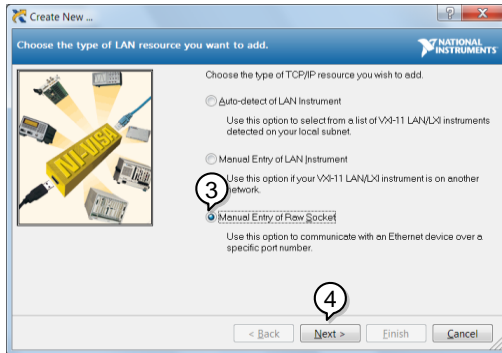 Create New ...
Choose the type of LAN resource you want to add.
NATIONAL
INSTRUMENTS
Choose the type of TCP/IP resource you wish to add.
Auto-detect of LAN Instrument
Use this option to select from a list of VXI-11 LAN/LXI instruments
detected on your local subnet.
Manual Entry of LAN Instrument
Use this option if your VXI-11 LAN/LXI instrument is on another
network.
3
Manual Entry of Raw Socket
Use this option to communicate with an Ethernet device over a
specific port number.
NI-VISA
4
< Back
Next >
Finish
Cancel